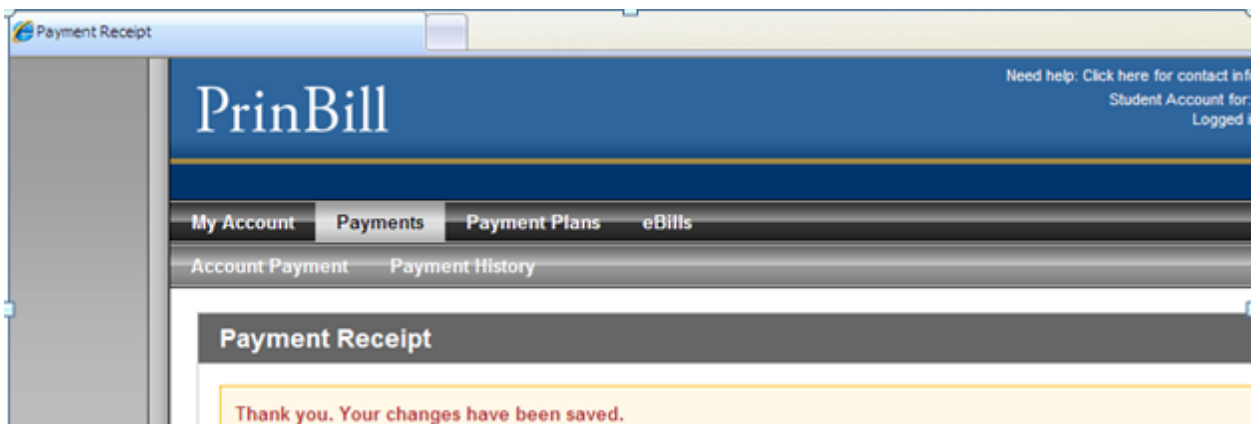 Payment Receipt
Need help: Click here for contact inf
PrinBill
Student Account for:
Logged i
My Account Payments Payment Plans eBills
Account Payment Payment History
Payment Receipt
Thank you. Your changes have been saved.